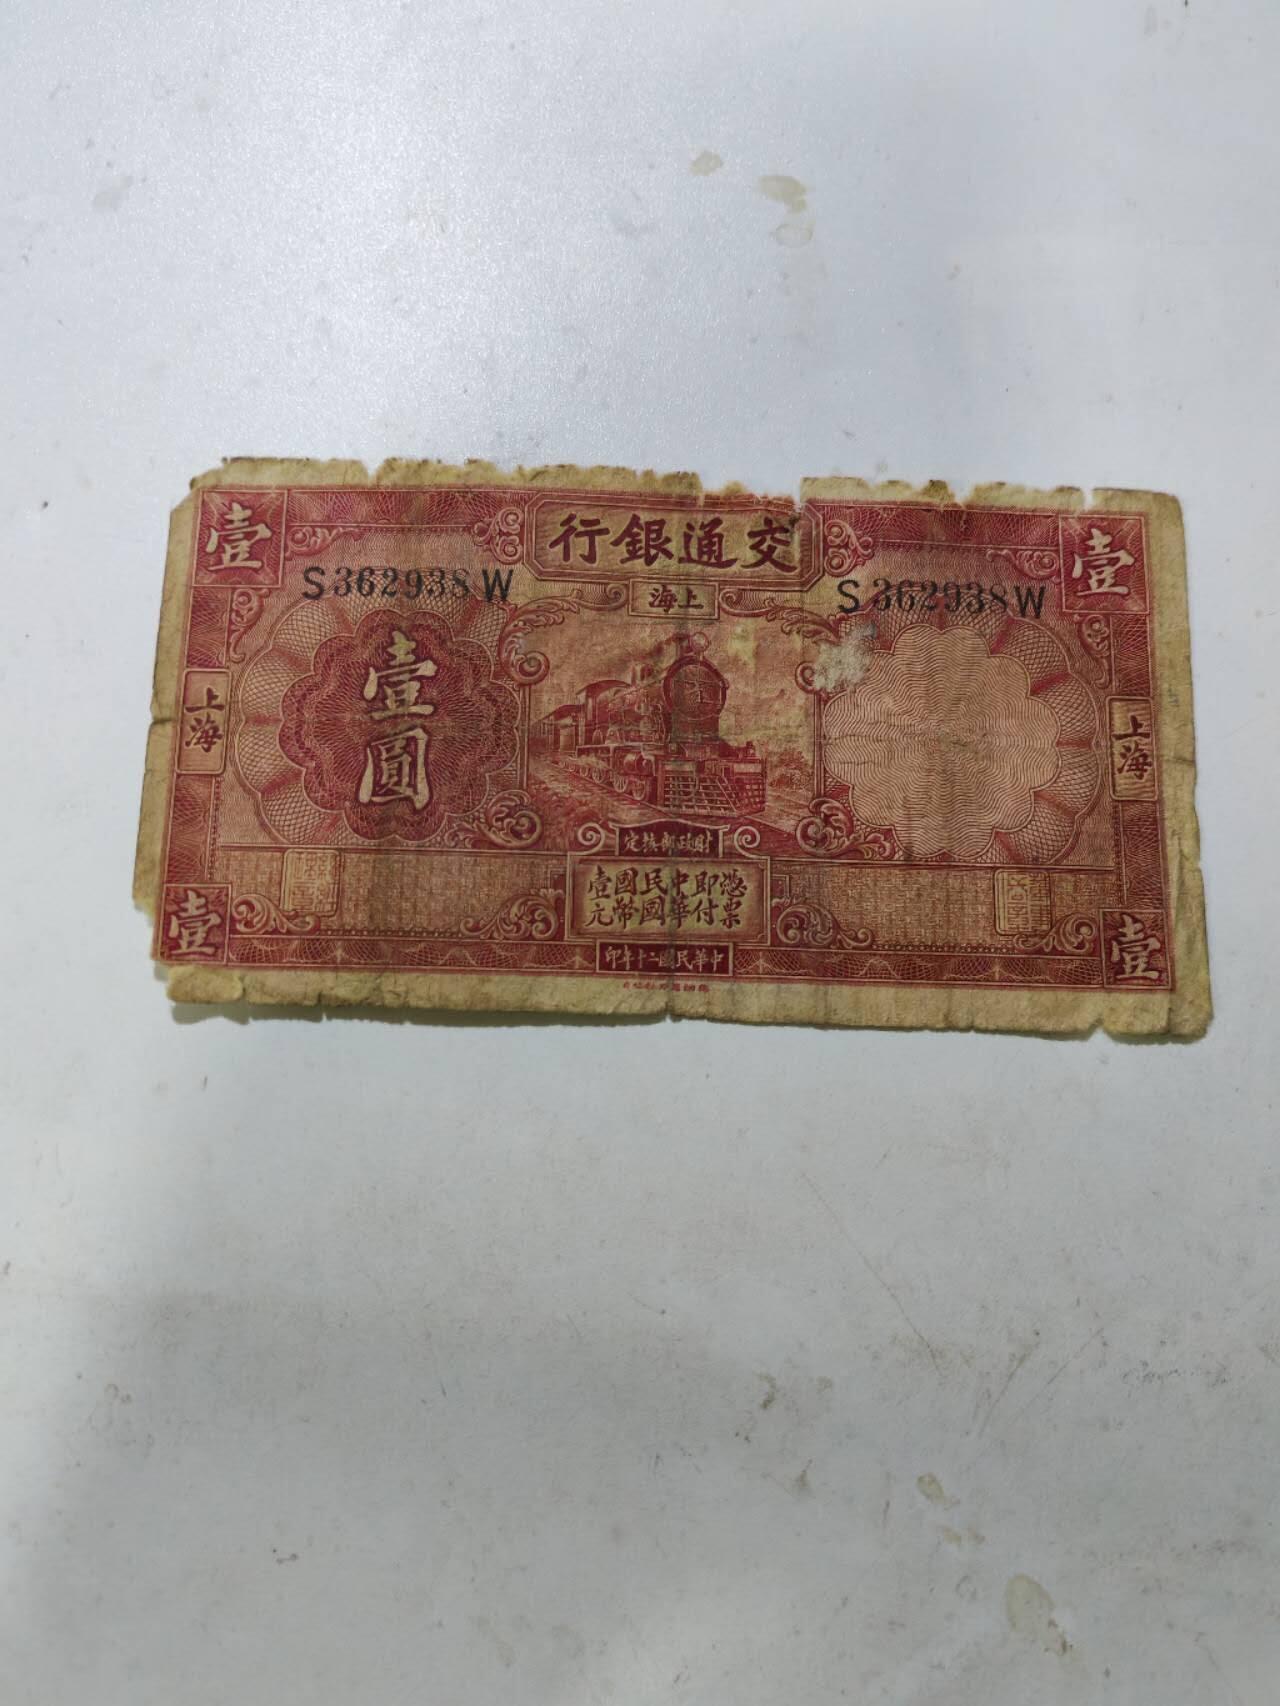 壹
交通銀行
壹
S362938W
S362938W
上海
壹圓
上海
上海
財政部核定
憑票即付中華民國國幣壹元
壹
中華民國二十年印
壹